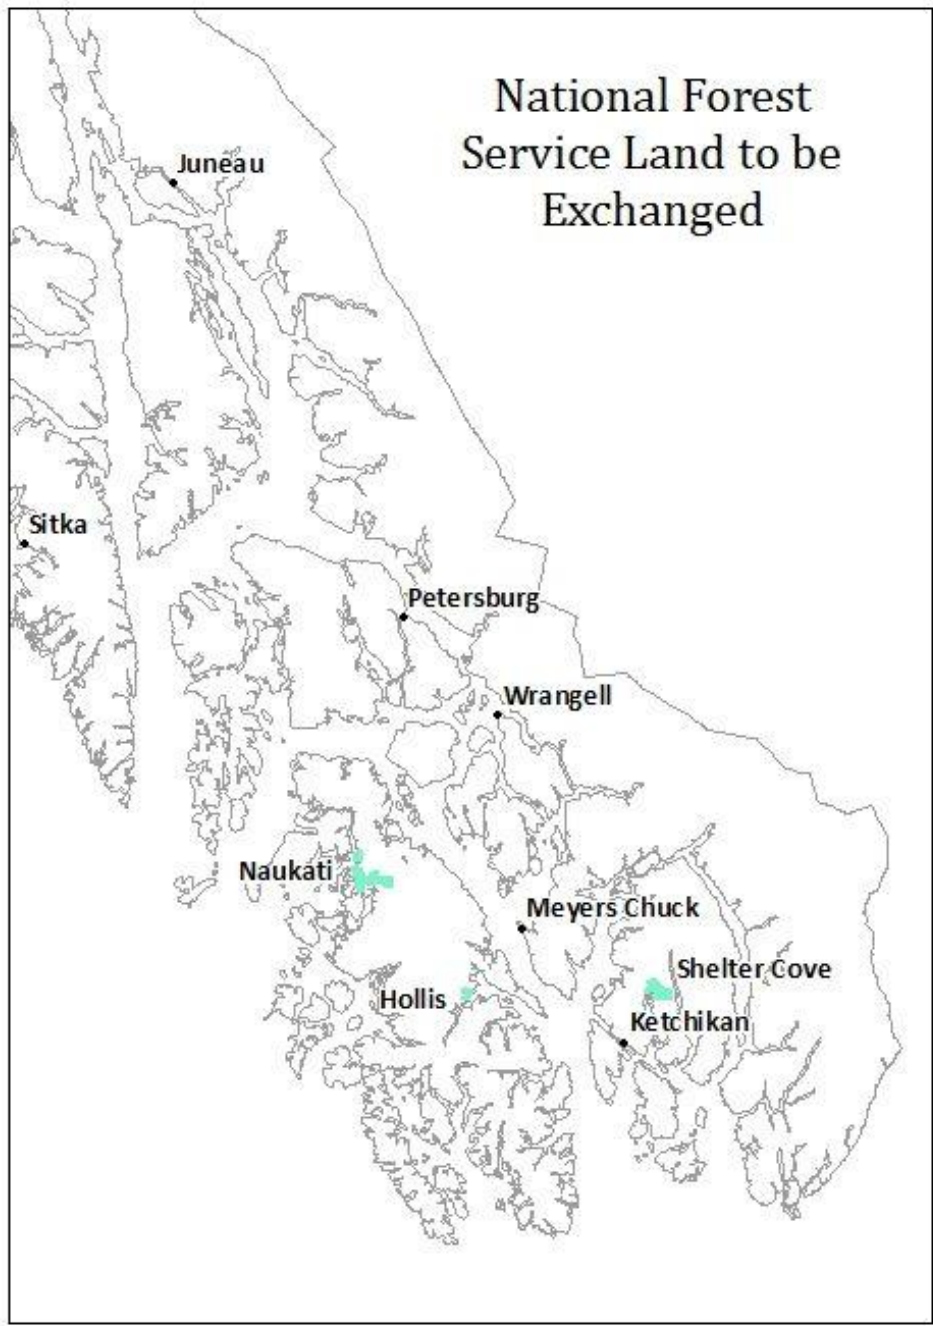 National Forest
Service Land to be
Exchanged
Juneau
Sitka
Petersburg
Wrangell
Naukati
Meyers Chuck
Shelter Cove
Hollis
Ketchikan